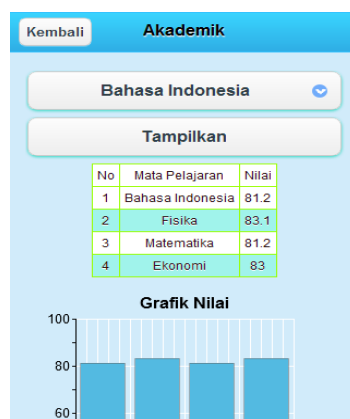 Kembali Akademik
Bahasa Indonesia
Tampilkan
No Mata Pelajaran Nilai
1 Bahasa Indonesia 81.2
2 Fisika 83.1
3 Matematika 81.2
4 Ekonomi 83
Grafik Nilai
100
80
60